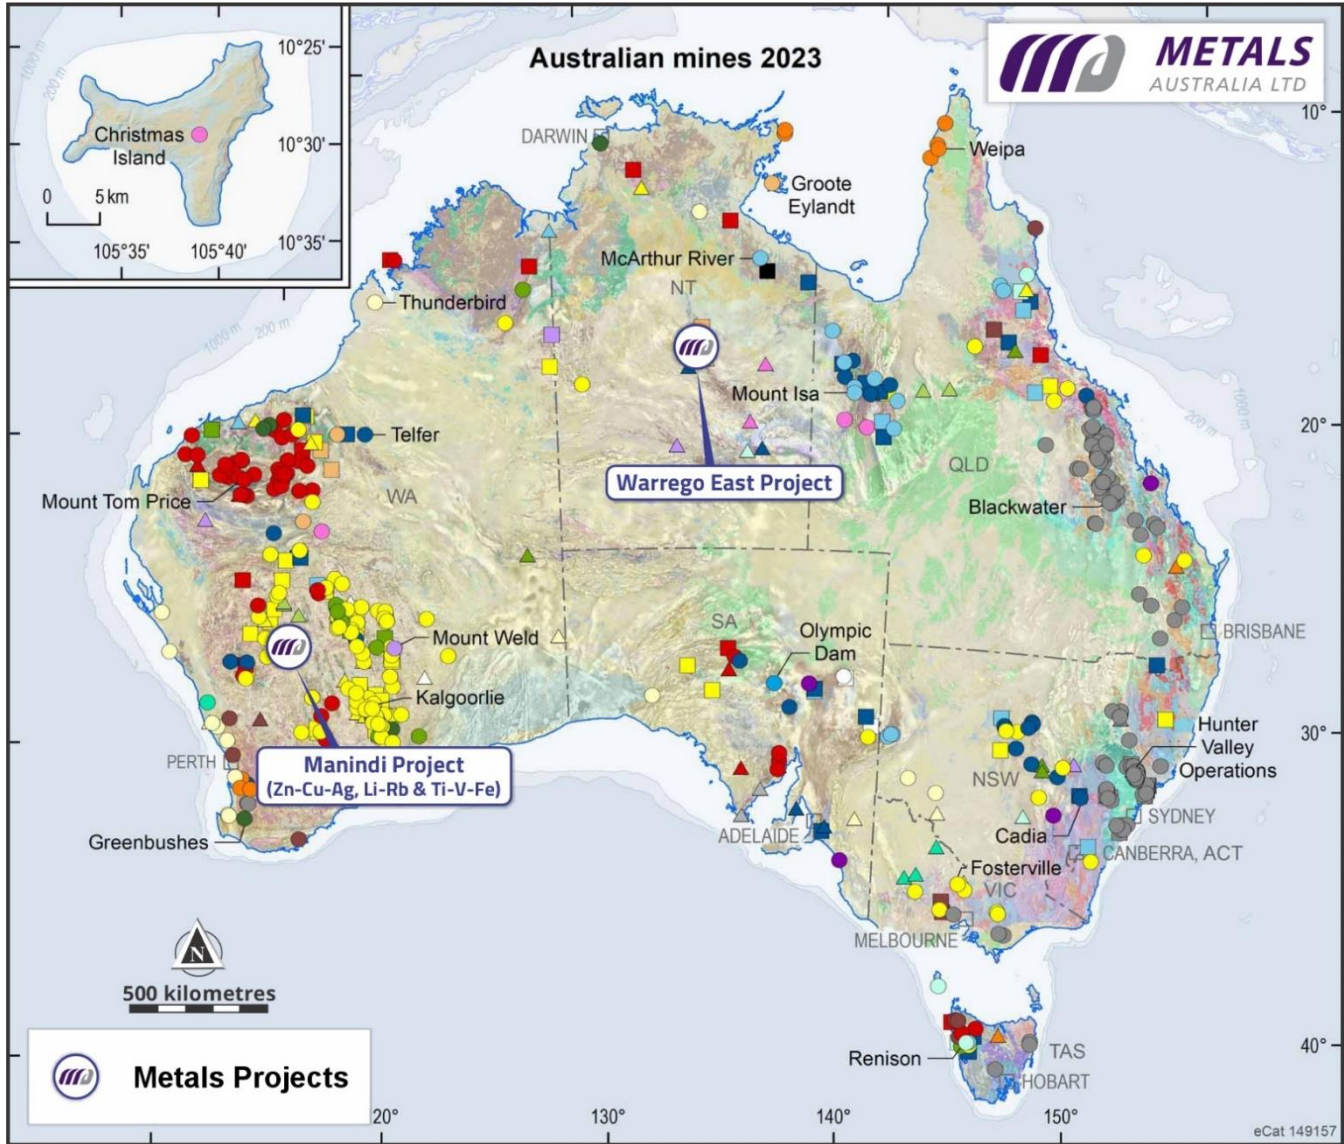 Australian mines 2023
METALS
AUSTRALIA LTD
1000 m
200 m
10°25'
10°30'
10°35'
105°35'
105°40'
Christmas
Island
0
5 km
10°
DARWIN
Weipa
Groote
Eylandt
McArthur River
NT
Thunderbird
1000 m
200 m
Mount Isa
Telfer
20°
Mount Tom Price
WA
Warrego East Project
QLD
Blackwater
SA
Olympic
Dam
BRISBANE
Mount Weld
Kalgoorlie
30°
Hunter
Valley
Operations
PERTH
Manindi Project
(Zn-Cu-Ag, Li-Rb & Ti-V-Fe)
NSW
SYDNEY
Greenbushes
ADELAIDE
Cadia
CANBERRA, ACT
Fosterville
VIC
MELBOURNE
N
500 kilometres
Renison
TAS
40°
HOBART
Metals Projects
20°
130°
140°
150°
eCat 149157